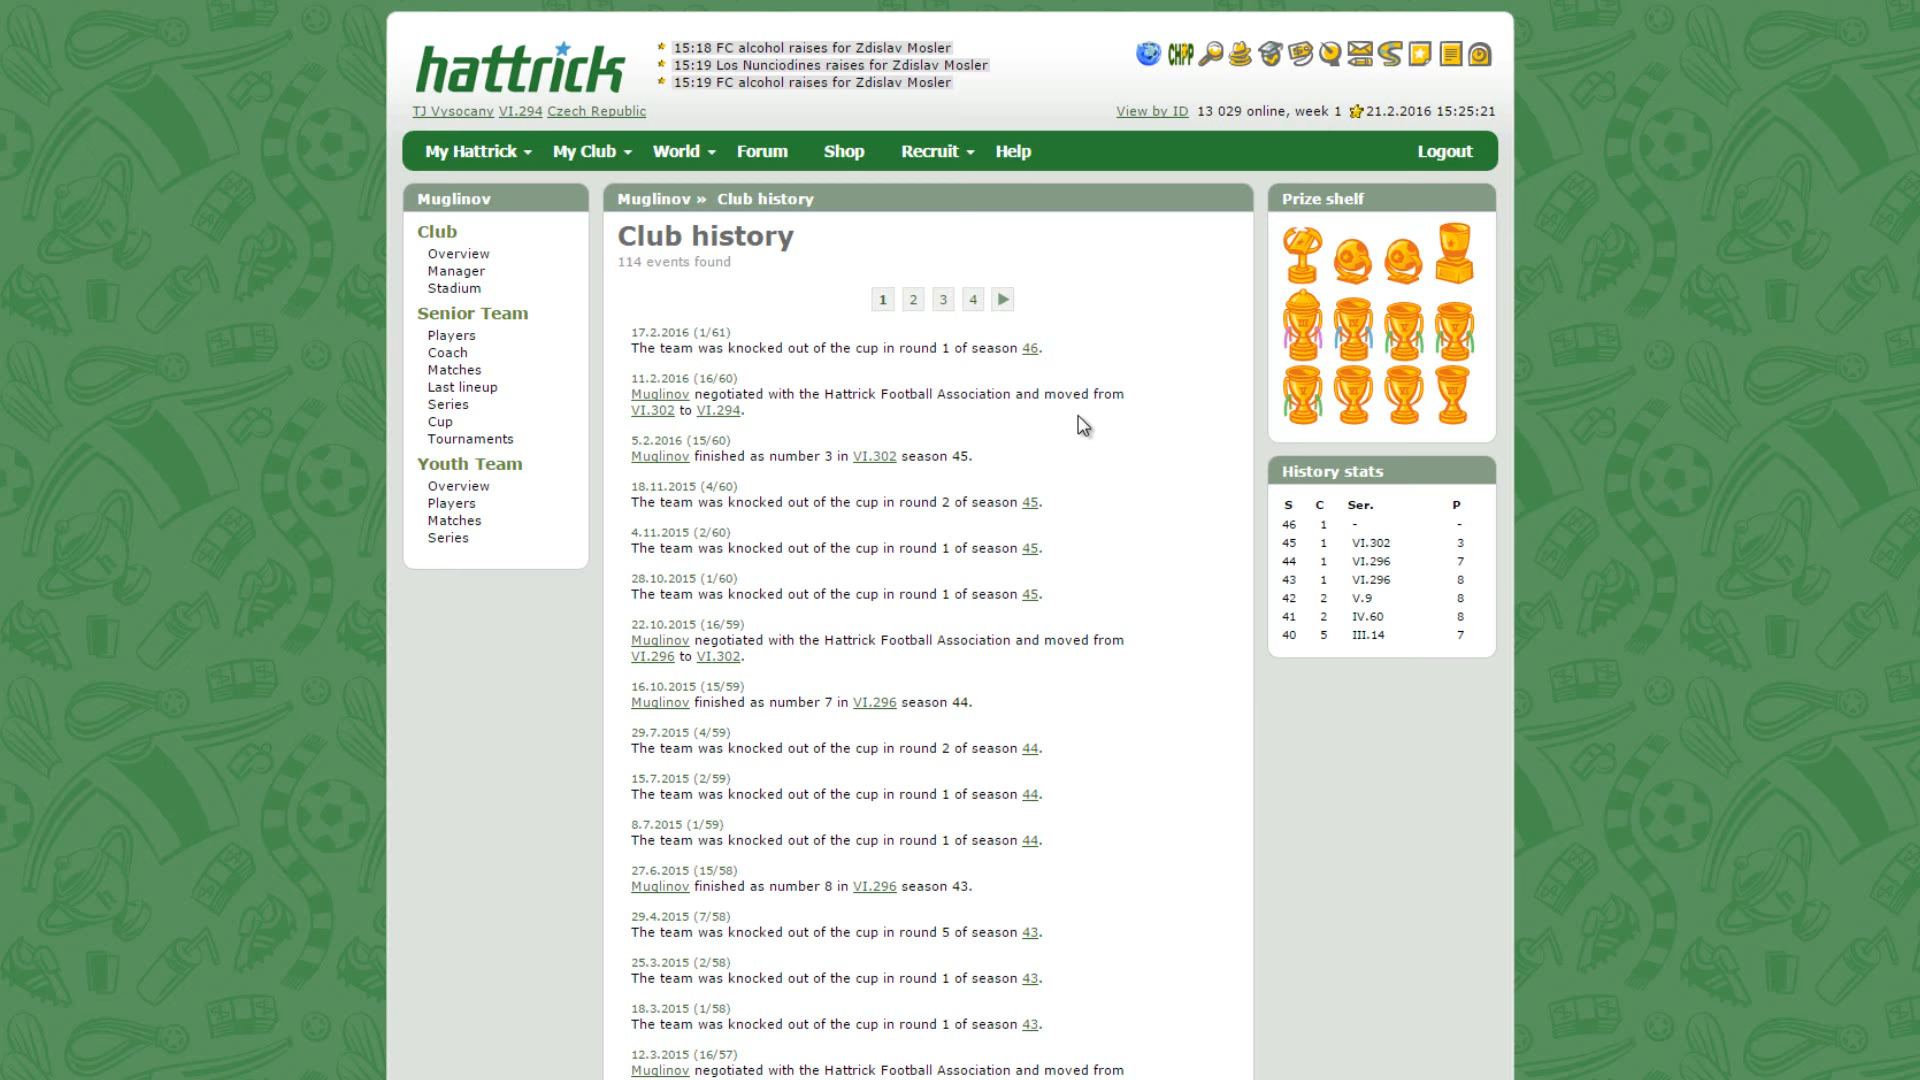 hattrick
15:18 FC alcohol raises for Zdislav Mosler
15:19 Los Nunciodines raises for Zdislav Mosler
15:19 FC alcohol raises for Zdislav Mosler
CHPP
TJ Vysocany VI.294 Czech Republic
View by ID 13 029 online, week 1 21.2.2016 15:25:21
My Hattrick My Club World Forum Shop Recruit Help Logout
Muglinov
Club
Overview
Manager
Stadium
Senior Team
Players
Coach
Matches
Last lineup
Series
Cup
Tournaments
Youth Team
Overview
Players
Matches
Series
Muglinov » Club history
Club history
114 events found
1 2 3 4
17.2.2016 (1/61)
The team was knocked out of the cup in round 1 of season 46.
11.2.2016 (16/60)
Muglinov negotiated with the Hattrick Football Association and moved from
VI.302 to VI.294.
5.2.2016 (15/60)
Muglinov finished as number 3 in VI.302 season 45.
18.11.2015 (4/60)
The team was knocked out of the cup in round 2 of season 45.
4.11.2015 (2/60)
The team was knocked out of the cup in round 1 of season 45.
28.10.2015 (1/60)
The team was knocked out of the cup in round 1 of season 45.
22.10.2015 (16/59)
Muglinov negotiated with the Hattrick Football Association and moved from
VI.296 to VI.302.
16.10.2015 (15/59)
Muglinov finished as number 7 in VI.296 season 44.
29.7.2015 (4/59)
The team was knocked out of the cup in round 2 of season 44.
15.7.2015 (2/59)
The team was knocked out of the cup in round 1 of season 44.
8.7.2015 (1/59)
The team was knocked out of the cup in round 1 of season 44.
27.6.2015 (15/58)
Muglinov finished as number 8 in VI.296 season 43.
29.4.2015 (7/58)
The team was knocked out of the cup in round 5 of season 43.
25.3.2015 (2/58)
The team was knocked out of the cup in round 1 of season 43.
18.3.2015 (1/58)
The team was knocked out of the cup in round 1 of season 43.
12.3.2015 (16/57)
Muglinov negotiated with the Hattrick Football Association and moved from
Prize shelf
History stats
S C Ser. P
46 1 - -
45 1 VI.302 3
44 1 VI.296 7
43 1 VI.296 8
42 2 V.9 8
41 2 IV.60 8
40 5 III.14 7